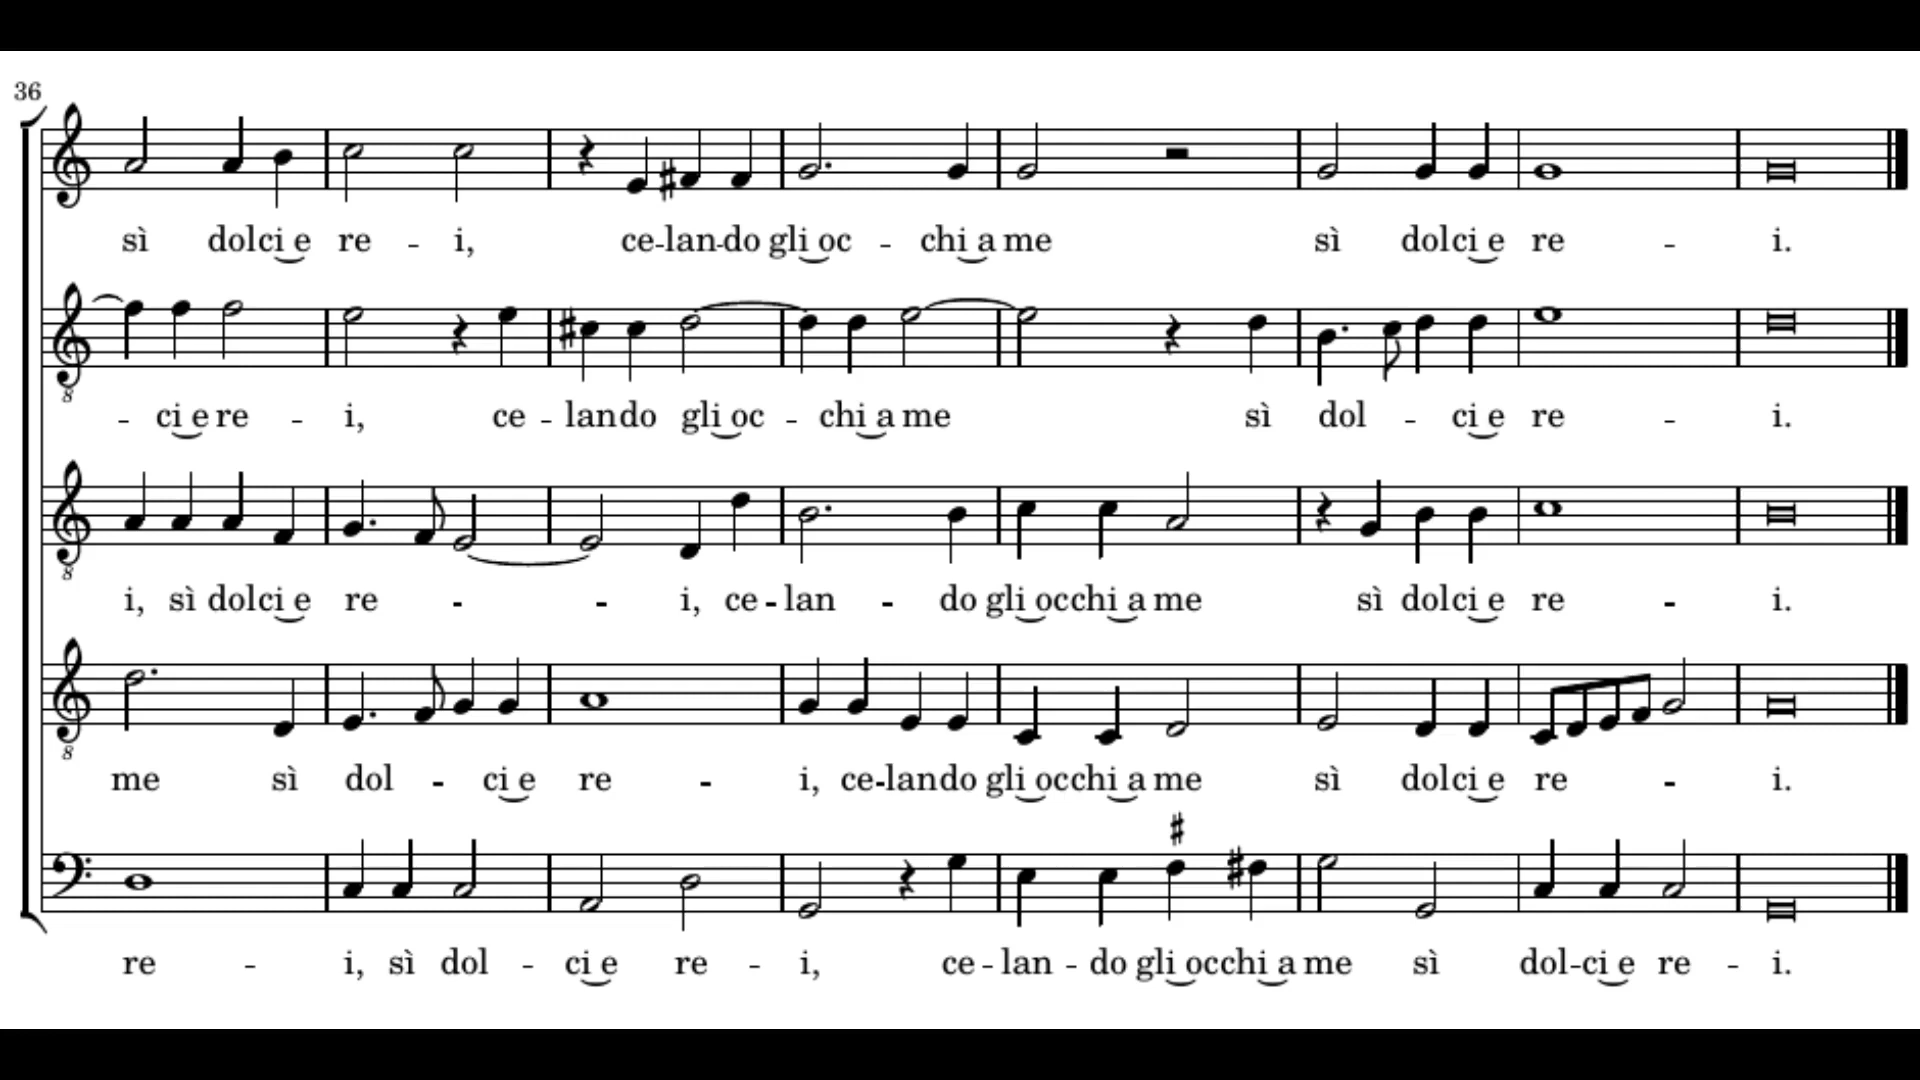 36
sì dolci e re - i, ce-lan-do gli oc - chi a me sì dolci e re - i.
8
- ci e re - i, ce - lando gli oc - chi a me sì dol - ci e re - i.
8
i, sì dolci e re - - i, ce-lan - do gli occhi a me sì dolci e re - i.
8
me sì dol - ci e re - i, ce-lando gli occhi a me sì dolci e re - i.
re - i, sì dol - ci e re - i, ce-lan-do gli occhi a me sì dol-ci e re - i.